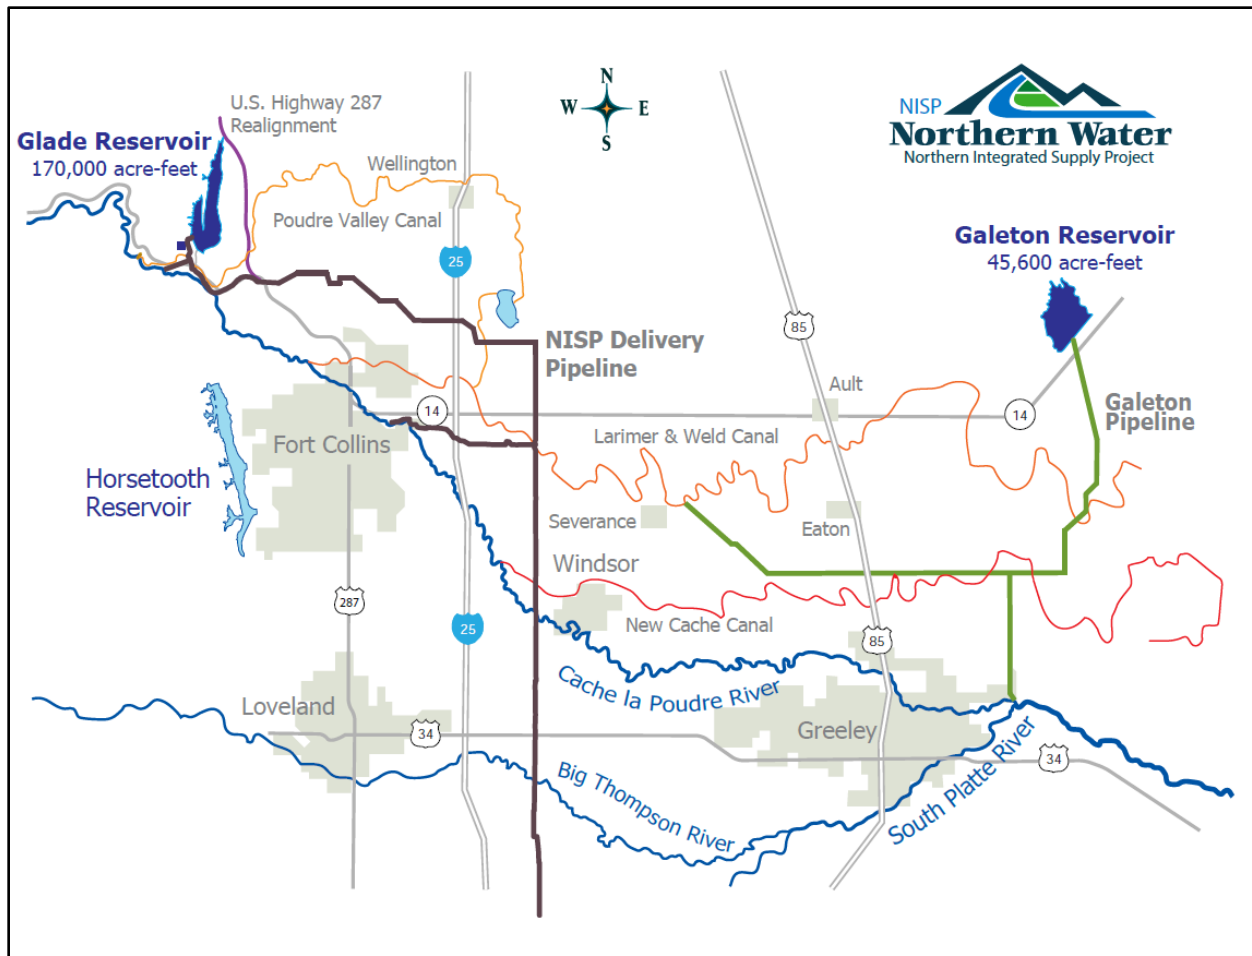 N
W
E
S
NISP
Northern Water
Northern Integrated Supply Project
U.S. Highway 287
Realignment
Glade Reservoir
170,000 acre-feet
Wellington
Poudre Valley Canal
25
Galeton Reservoir
45,600 acre-feet
85
NISP Delivery
Pipeline
Ault
14
14
Galeton
Pipeline
Larimer & Weld Canal
Fort Collins
Horsetooth
Reservoir
Severance
Eaton
Windsor
287
25
New Cache Canal
85
Cache la Poudre River
Loveland
34
Greeley
34
Big Thompson River
South Platte River